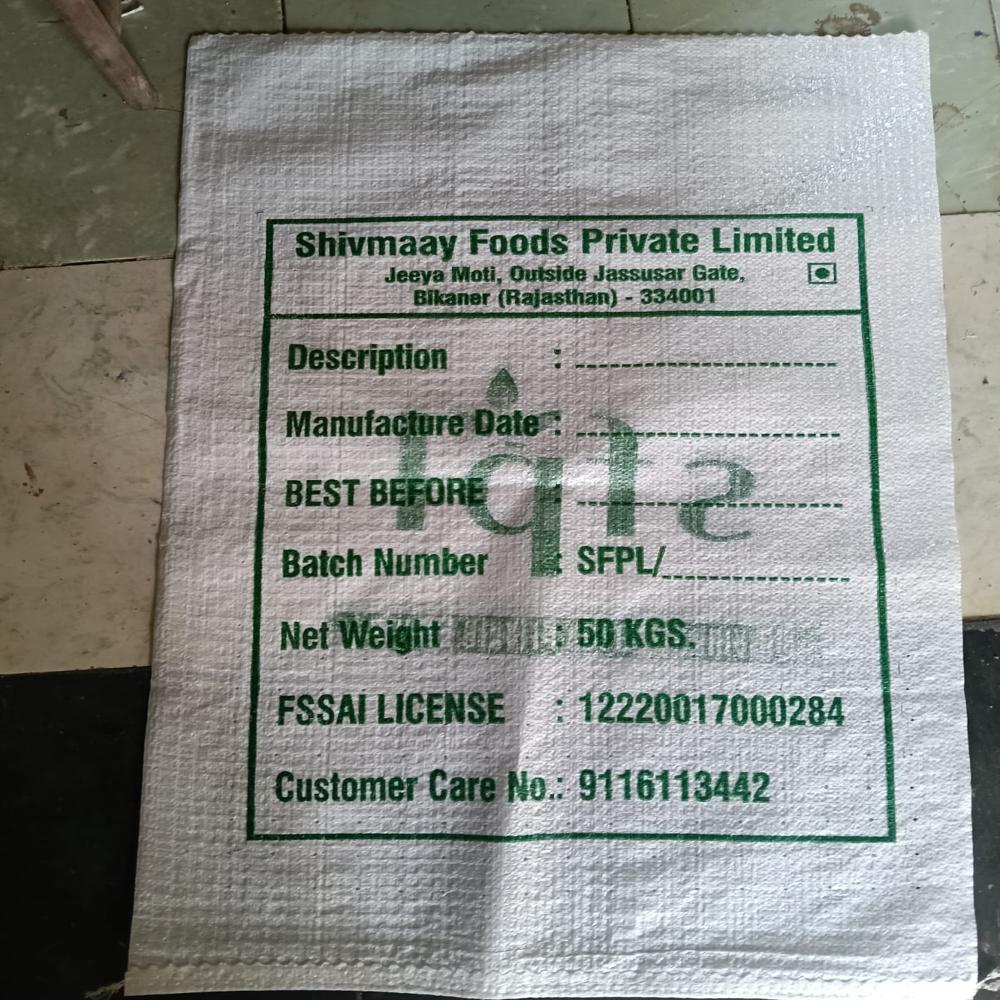 Shivmaay Foods Private Limited
Jeeya Moti, Outside Jassusar Gate,
Bikaner (Rajasthan) - 334001
Description : ------------------------
Manufacture Date : ------------------------
BEST BEFORE : ------------------------
Batch Number : SFPL/------------------
Net Weight : 50 KGS.
FSSAI LICENSE : 12220017000284
Customer Care No.: 9116113442